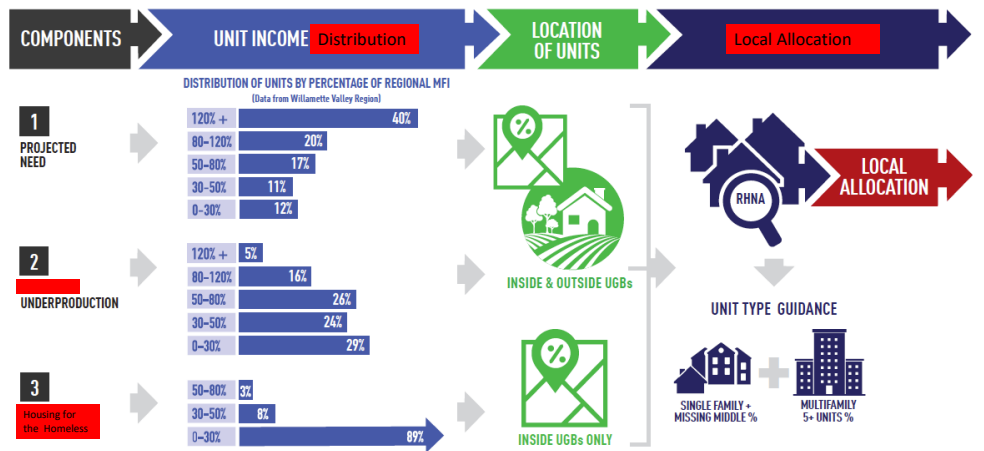 COMPONENTS
UNIT INCOME Distribution
LOCATION
OF UNITS
Local Allocation
DISTRIBUTION OF UNITS BY PERCENTAGE OF REGIONAL MFI
(Data from Willamette Valley Region)
1
PROJECTED
NEED
120% + 40%
80–120% 20%
50–80% 17%
30–50% 11%
0–30% 12%
2
UNDERPRODUCTION
120% + 5%
80–120% 16%
50–80% 26%
30–50% 24%
0–30% 29%
3
Housing for
the Homeless
50–80% 3%
30–50% 8%
0–30% 89%
%
INSIDE & OUTSIDE UGBs
%
INSIDE UGBs ONLY
RHNA
LOCAL
ALLOCATION
UNIT TYPE GUIDANCE
SINGLE FAMILY +
MISSING MIDDLE %
MULTIFAMILY
5+ UNITS %